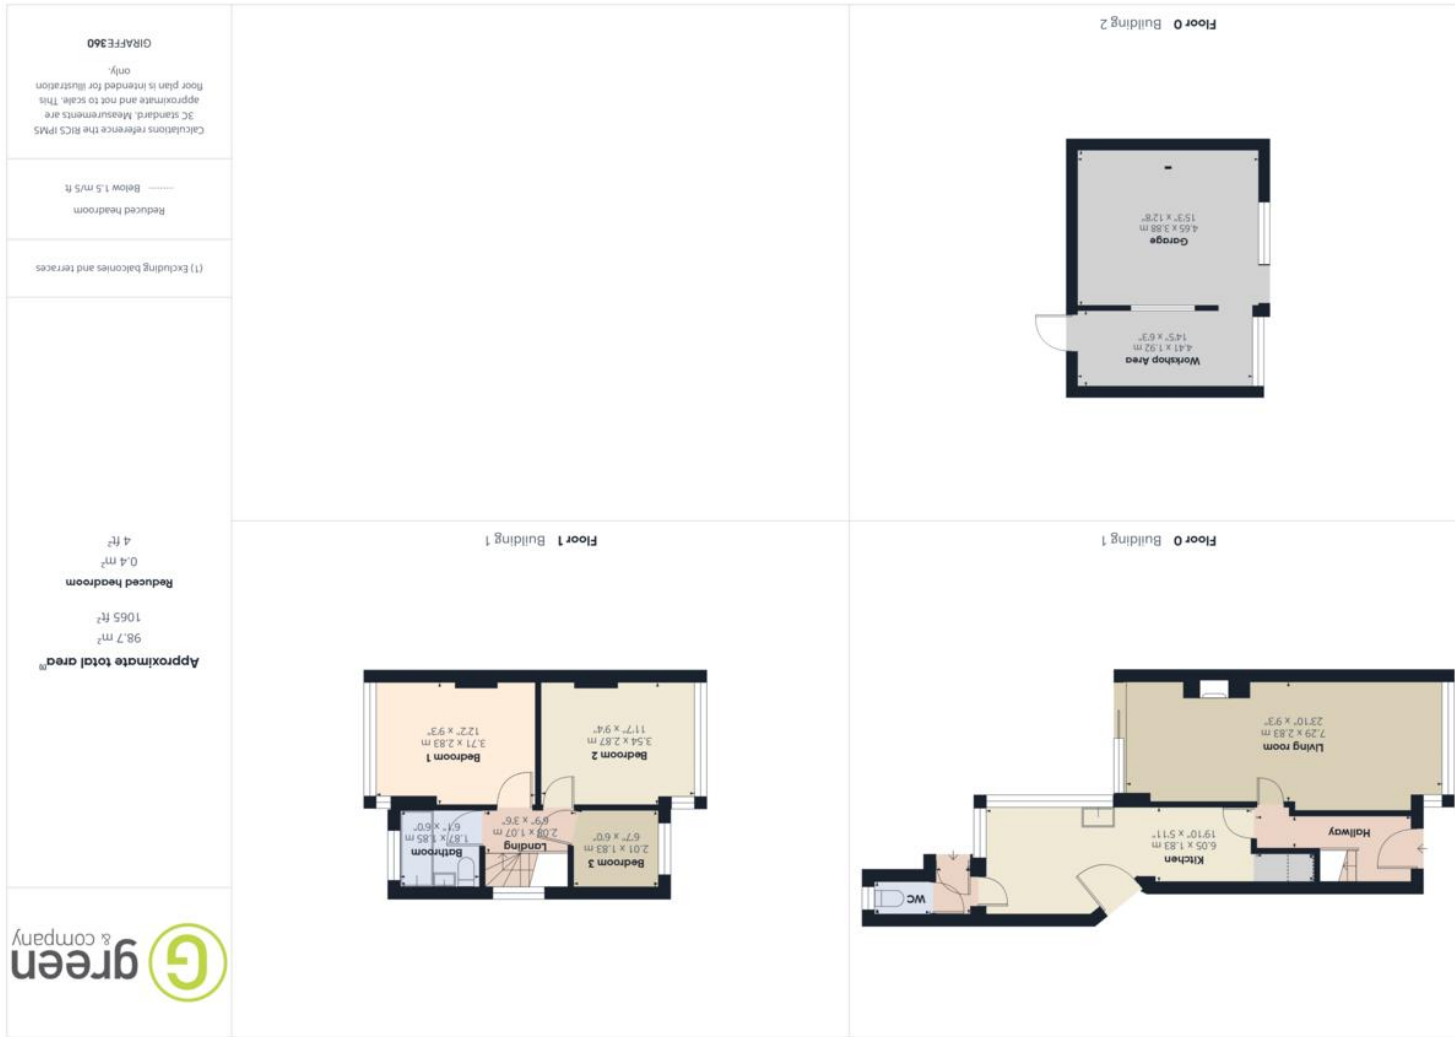 WC
Kitchen
6.05 x 1.83 m
19'10" x 5'11"
Hallway
Living room
7.29 x 2.83 m
23'10" x 9'3"
Floor 0 Building 1
Bedroom 3
2.01 x 1.83 m
6'7" x 6'0"
Landing
2.08 x 1.07 m
6'9" x 3'6"
Bathroom
1.87 x 1.85 m
6'1" x 6'0"
Bedroom 2
3.54 x 2.87 m
11'7" x 9'4"
Bedroom 1
3.71 x 2.83 m
12'2" x 9'3"
Floor 1 Building 1
Workshop Area
4.41 x 1.92 m
14'5" x 6'3"
Garage
4.65 x 3.88 m
15'3" x 12'8"
Floor 0 Building 2
G green
& company
Approximate total area(1)
98.7 m²
1065 ft²
Reduced headroom
0.4 m²
4 ft²
(1) Excluding balconies and terraces
Reduced headroom
Below 1.5 m/5 ft
Calculations reference the RICS IPMS
3C standard. Measurements are
approximate and not to scale. This
floor plan is intended for illustration
only.
GIRAFFE360